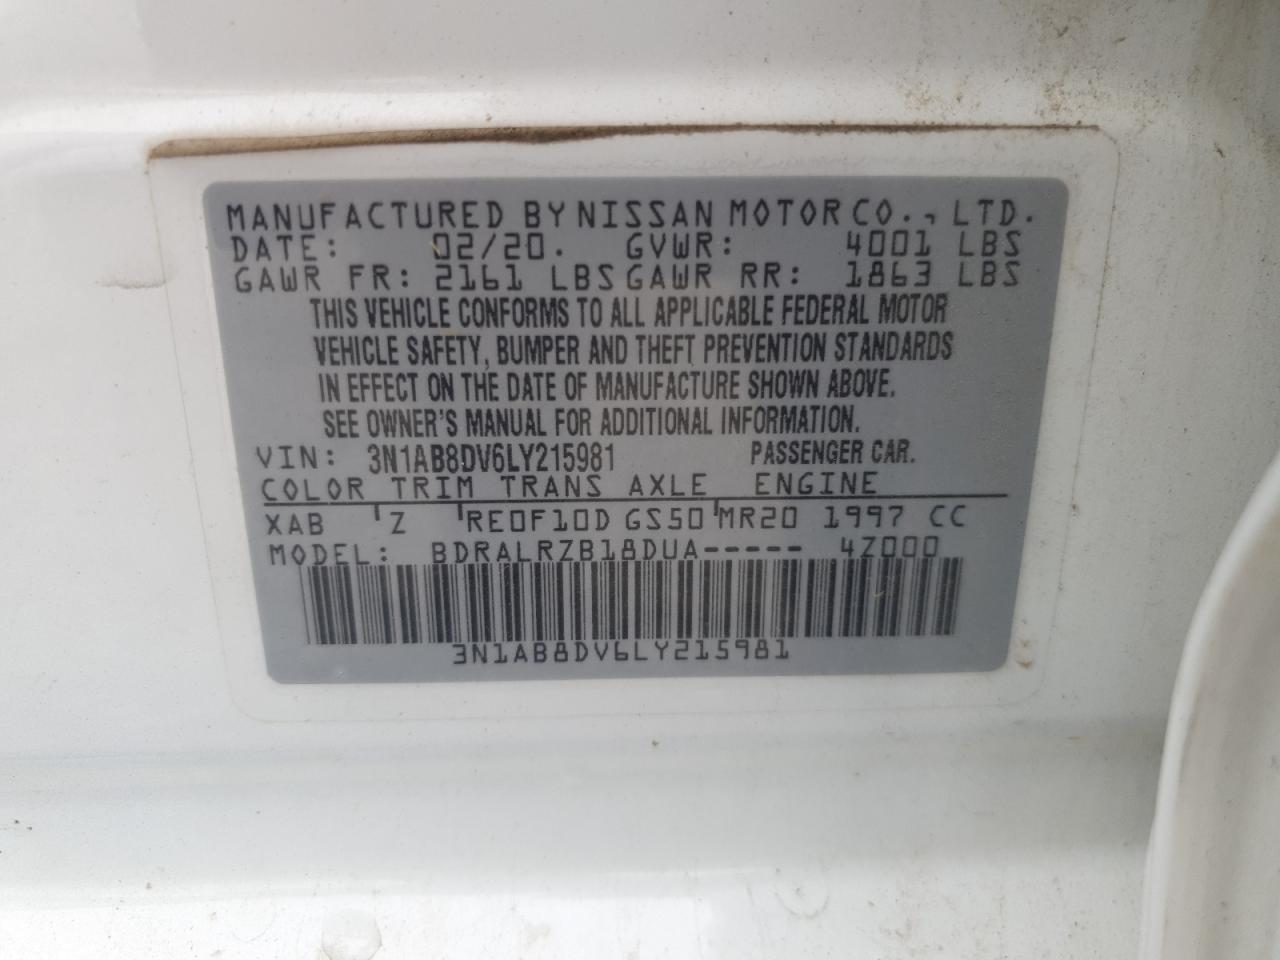 MANUFACTURED BY NISSAN MOTOR CO., LTD.
DATE: 02/20. GVWR: 4001 LBS
GAWR FR: 2161 LBS GAWR RR: 1863 LBS
THIS VEHICLE CONFORMS TO ALL APPLICABLE FEDERAL MOTOR
VEHICLE SAFETY, BUMPER AND THEFT PREVENTION STANDARDS
IN EFFECT ON THE DATE OF MANUFACTURE SHOWN ABOVE.
SEE OWNER'S MANUAL FOR ADDITIONAL INFORMATION.
VIN: 3N1AB8DV6LY215981 PASSENGER CAR.
COLOR TRIM TRANS AXLE ENGINE
XAB ' Z 'RE0F10D GS50 'MR20 1997 CC
MODEL: BDRALRZB18DUA----- 4Z000
3N1AB8DV6LY215981